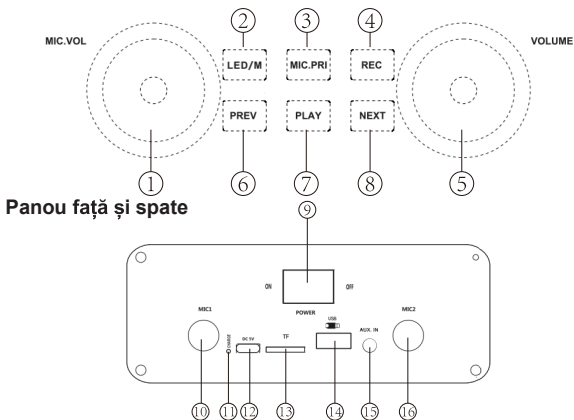 ②
③
④
MIC.VOL
VOLUME
LED/M
MIC.PRI
REC
PREV
PLAY
NEXT
①
⑥
⑦
⑧
⑤
Panou față și spate
⑨
ON
OFF
POWER
MIC1
USB
MIC2
AUX. IN
CHARGE
DC 5V
TF
⑩
⑪
⑫
⑬
⑭
⑮
⑯